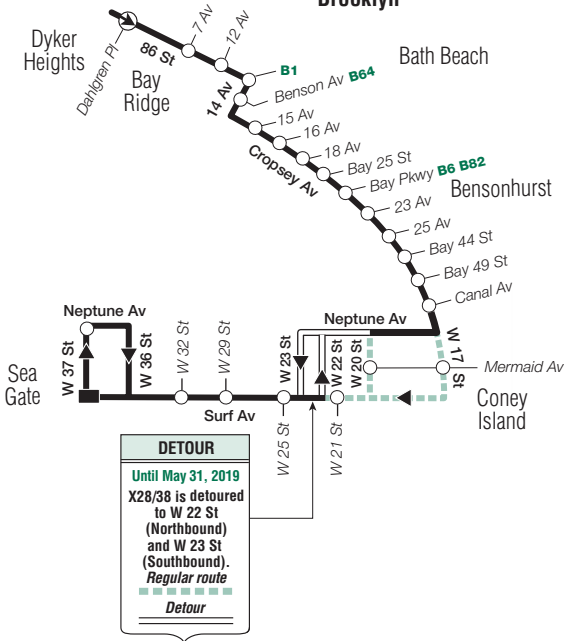 Brooklyn
Dyker
Heights
Dahlgren Pl
86 St
7 Av
12 Av
Bay
Ridge
B1
Benson Av B64
Bath Beach
14 Av
15 Av
16 Av
18 Av
Cropsey Av
Bay 25 St
Bay Pkwy B6 B82
Bensonhurst
23 Av
25 Av
Bay 44 St
Bay 49 St
Canal Av
Neptune Av
Neptune Av
W 37 St
W 36 St
W 32 St
W 29 St
W 23 St
W 22 St
W 20 St
W 17 St
Mermaid Av
Sea
Gate
Surf Av
W 25 St
W 21 St
Coney
Island
DETOUR
Until May 31, 2019
X28/38 is detoured
to W 22 St
(Northbound)
and W 23 St
(Southbound).
Regular route
Detour